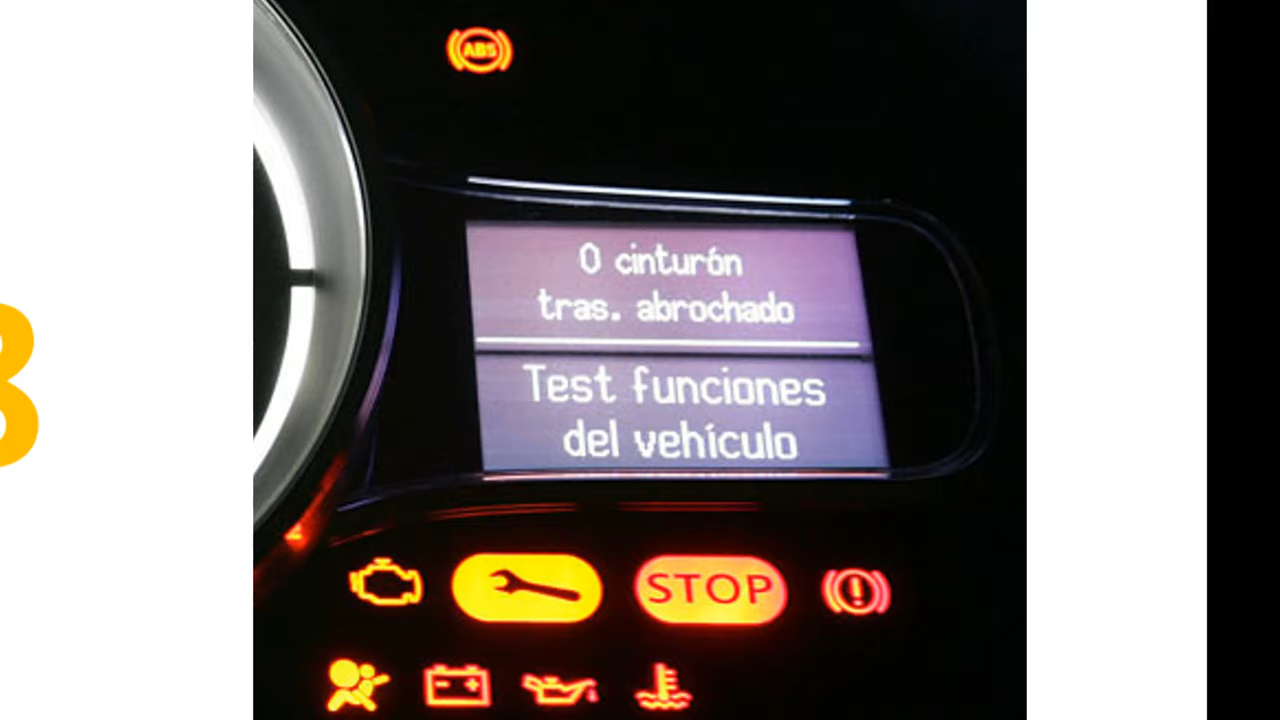 ABS
0 cinturón
tras. abrochado
Test funciones
del vehículo
STOP